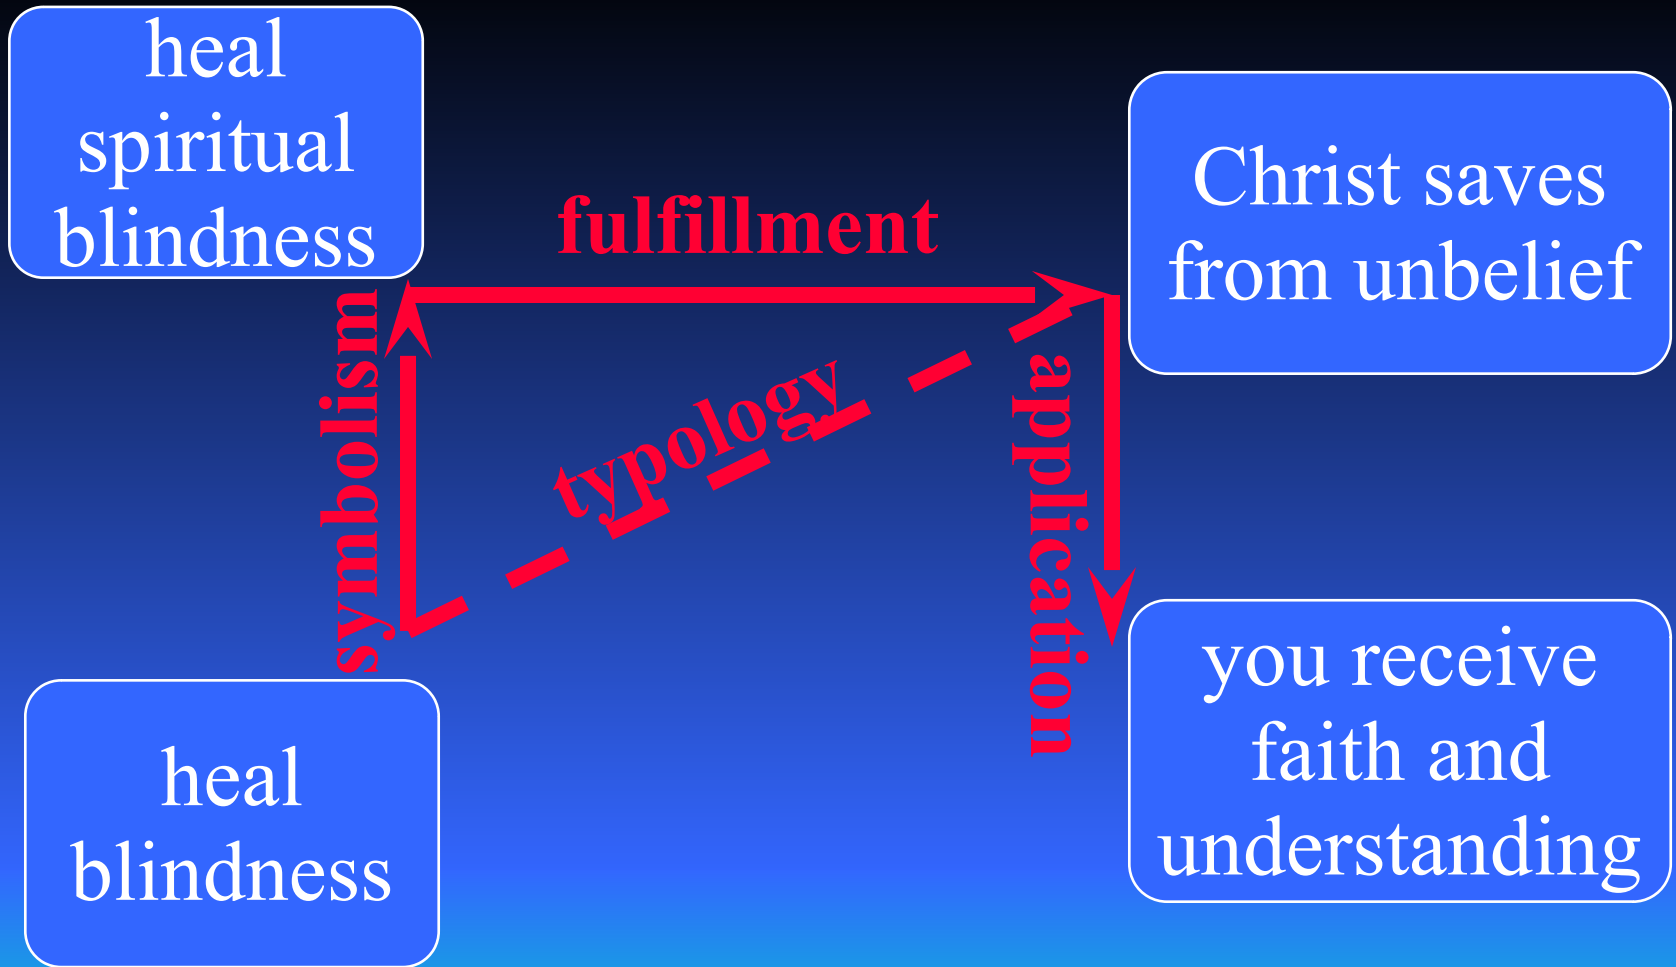 heal
spiritual
blindness
fulfillment
Christ saves
from unbelief
symbolism
typology
application
heal
blindness
you receive
faith and
understanding